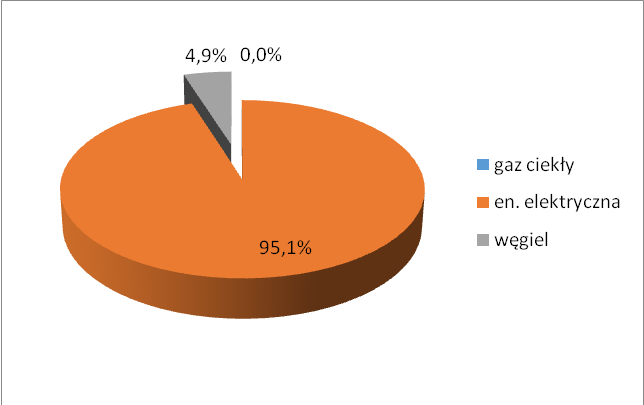 4,9%
0,0%
95,1%
gaz ciekły
en. elektryczna
węgiel